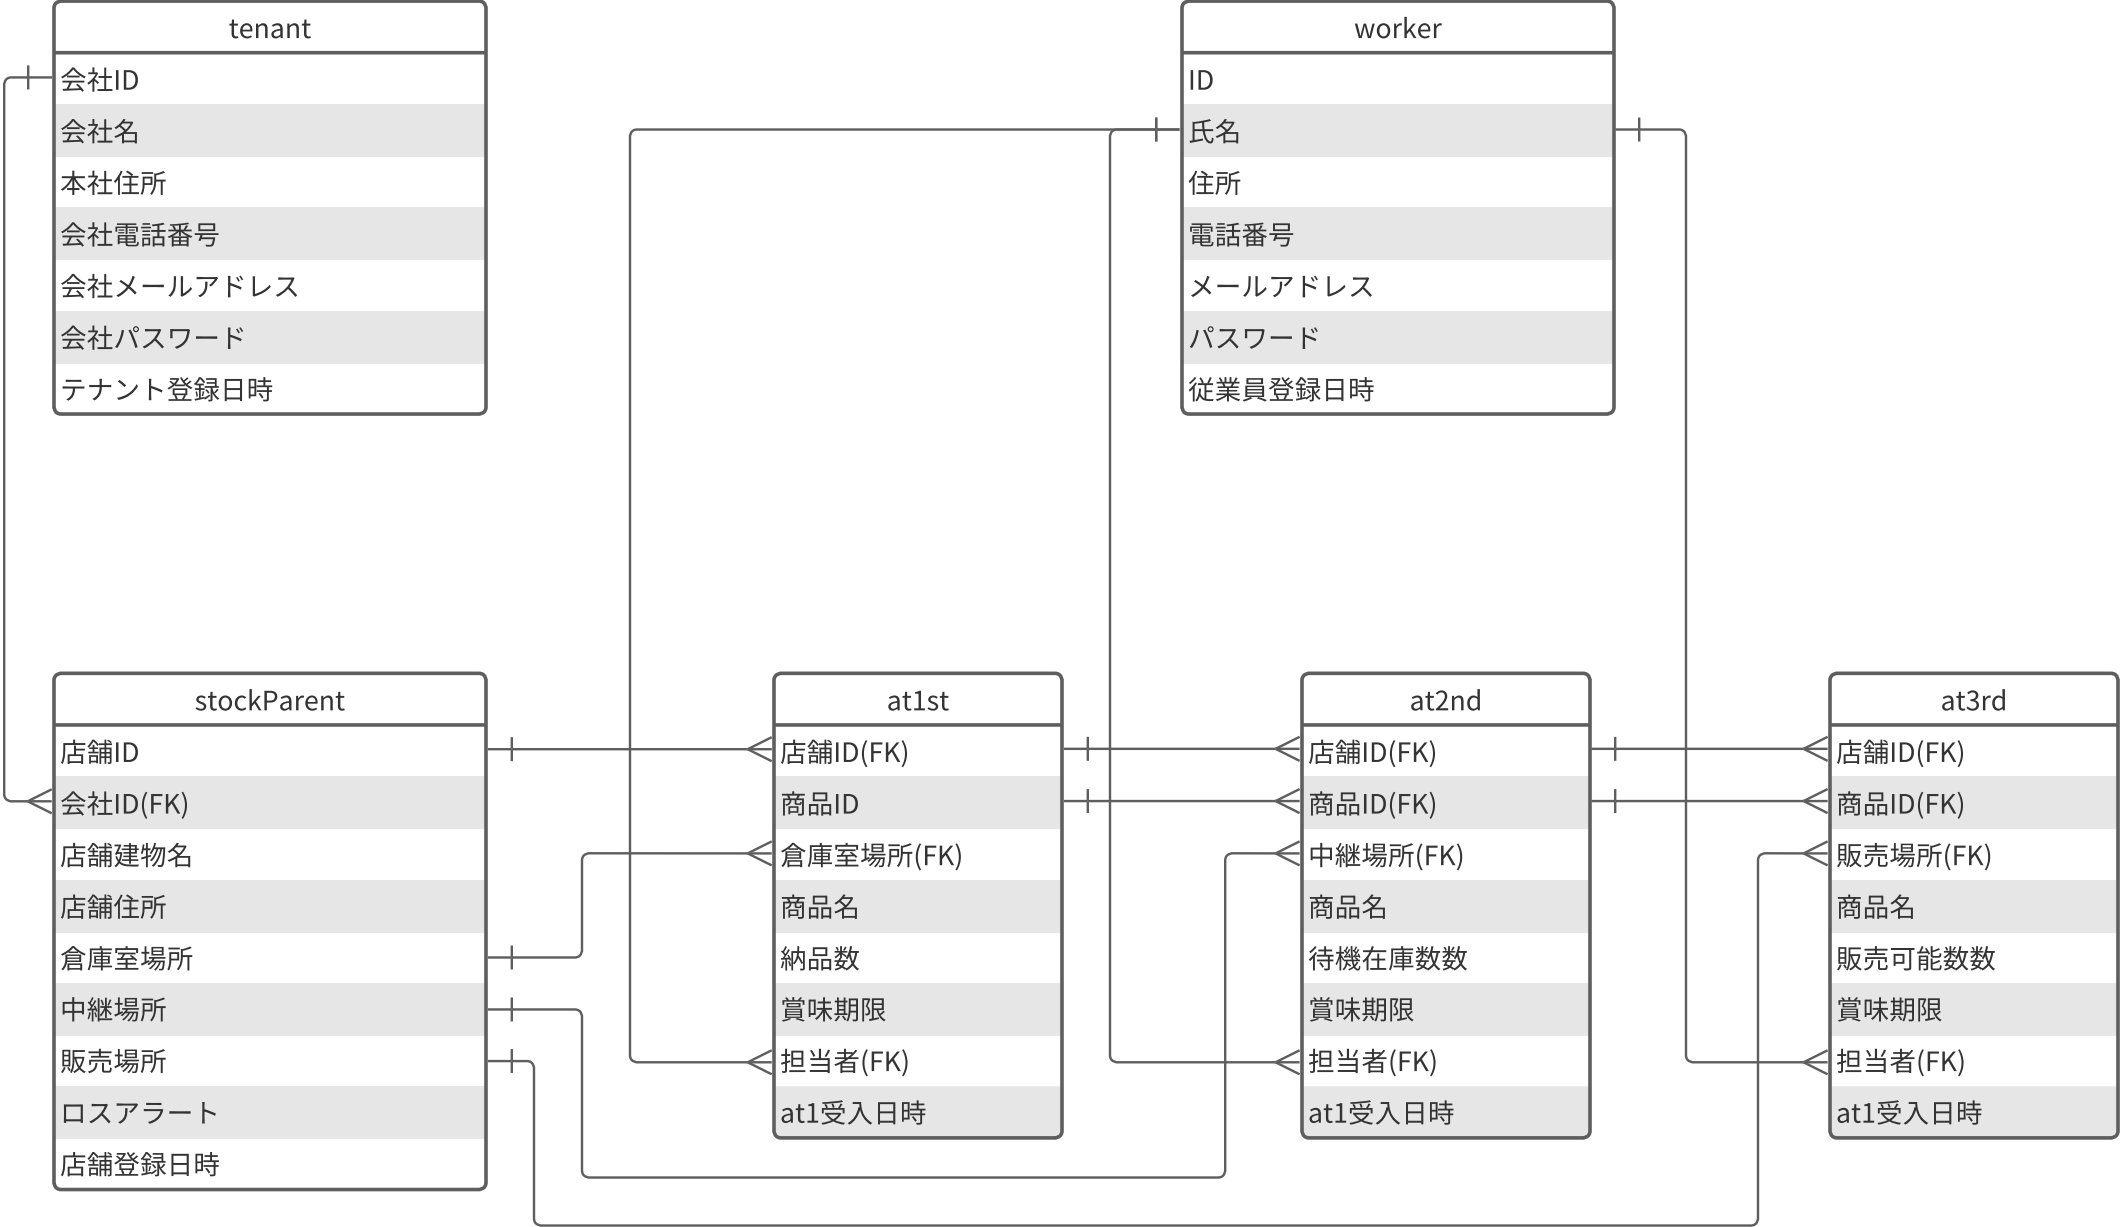 tenant
会社ID
会社名
本社住所
会社電話番号
会社メールアドレス
会社パスワード
テナント登録日時
worker
ID
氏名
住所
電話番号
メールアドレス
パスワード
従業員登録日時
stockParent
店舗ID
会社ID(FK)
店舗建物名
店舗住所
倉庫室場所
中継場所
販売場所
ロスアラート
店舗登録日時
at1st
店舗ID(FK)
商品ID
倉庫室場所(FK)
商品名
納品数
賞味期限
担当者(FK)
at1受入日時
at2nd
店舗ID(FK)
商品ID(FK)
中継場所(FK)
商品名
待機在庫数数
賞味期限
担当者(FK)
at1受入日時
at3rd
店舗ID(FK)
商品ID(FK)
販売場所(FK)
商品名
販売可能数数
賞味期限
担当者(FK)
at1受入日時